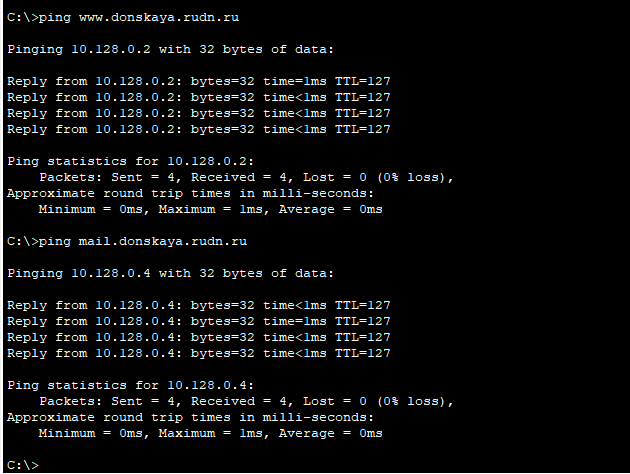 C:\>ping www.donskaya.rudn.ru
Pinging 10.128.0.2 with 32 bytes of data:
Reply from 10.128.0.2: bytes=32 time=1ms TTL=127
Reply from 10.128.0.2: bytes=32 time<1ms TTL=127
Reply from 10.128.0.2: bytes=32 time<1ms TTL=127
Reply from 10.128.0.2: bytes=32 time<1ms TTL=127
Ping statistics for 10.128.0.2:
    Packets: Sent = 4, Received = 4, Lost = 0 (0% loss),
Approximate round trip times in milli-seconds:
    Minimum = 0ms, Maximum = 1ms, Average = 0ms
C:\>ping mail.donskaya.rudn.ru
Pinging 10.128.0.4 with 32 bytes of data:
Reply from 10.128.0.4: bytes=32 time<1ms TTL=127
Reply from 10.128.0.4: bytes=32 time=1ms TTL=127
Reply from 10.128.0.4: bytes=32 time<1ms TTL=127
Reply from 10.128.0.4: bytes=32 time<1ms TTL=127
Ping statistics for 10.128.0.4:
    Packets: Sent = 4, Received = 4, Lost = 0 (0% loss),
Approximate round trip times in milli-seconds:
    Minimum = 0ms, Maximum = 1ms, Average = 0ms
C:\>